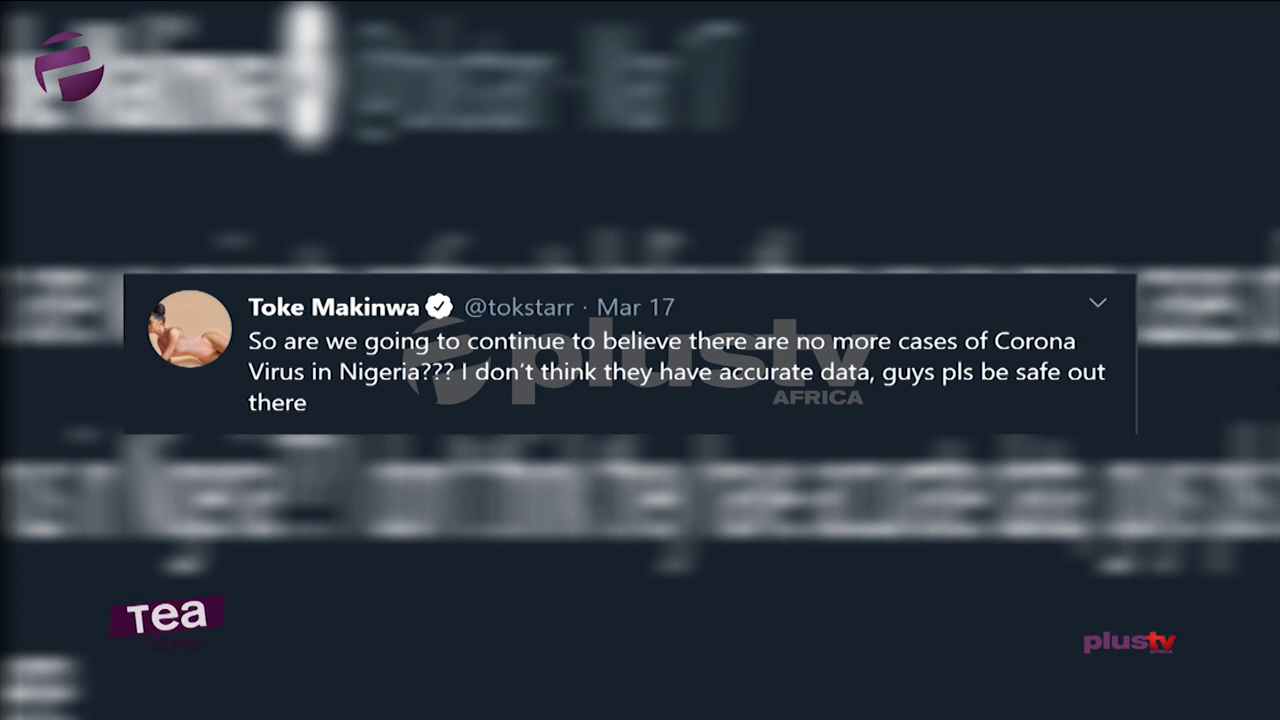 Toke Makinwa @tokstarr · Mar 17
So are we going to continue to believe there are no more cases of Corona
Virus in Nigeria??? I don't think they have accurate data, guys pls be safe out
there
plustv
AFRICA
Tea
plustv
AFRICA